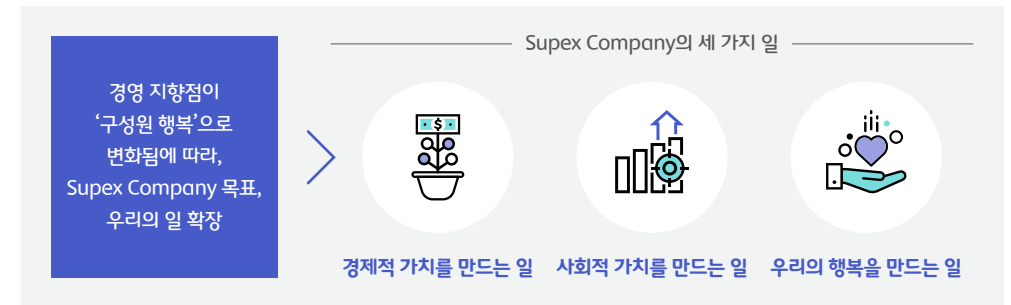 경영 지향점이
‘구성원 행복’으로
변화됨에 따라,
Supex Company 목표,
우리의 일 확장
Supex Company의 세 가지 일
$
경제적 가치를 만드는 일
사회적 가치를 만드는 일
우리의 행복을 만드는 일